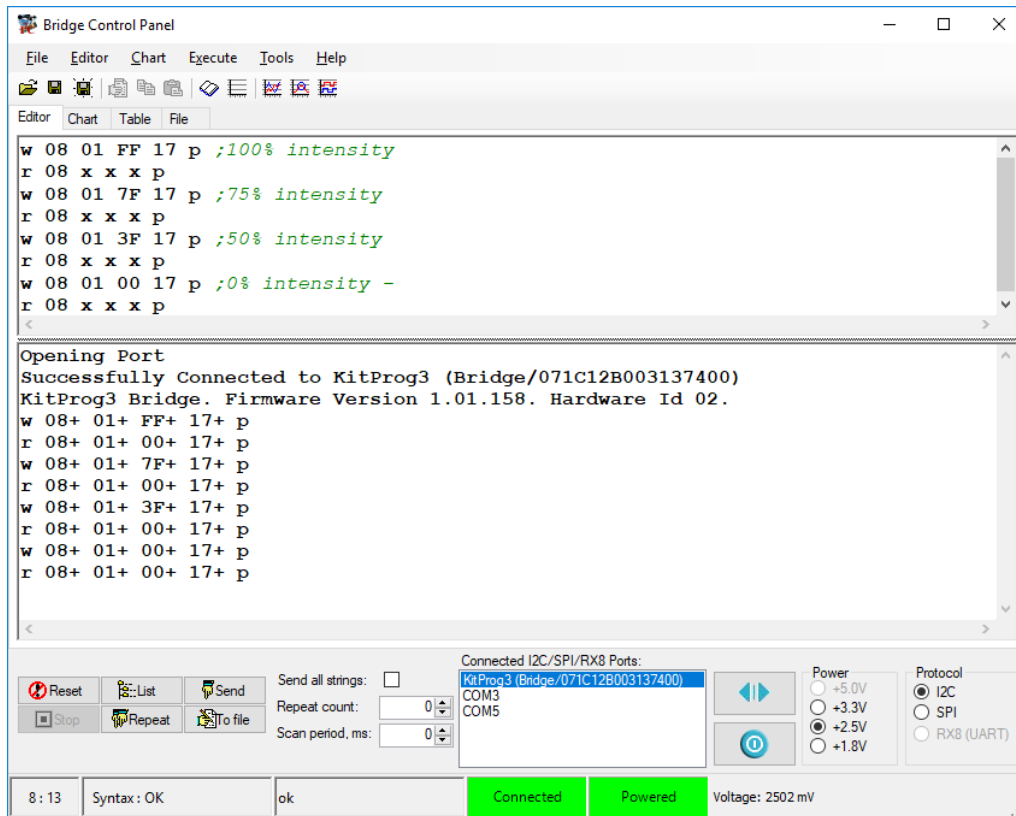 Bridge Control Panel
File Editor Chart Execute Tools Help
Editor Chart Table File
w 08 01 FF 17 p ;100% intensity
r 08 x x x p
w 08 01 7F 17 p ;75% intensity
r 08 x x x p
w 08 01 3F 17 p ;50% intensity
r 08 x x x p
w 08 01 00 17 p ;0% intensity -
r 08 x x x p
Opening Port
Successfully Connected to KitProg3 (Bridge/071C12B003137400)
KitProg3 Bridge. Firmware Version 1.01.158. Hardware Id 02.
w 08+ 01+ FF+ 17+ p
r 08+ 01+ 00+ 17+ p
w 08+ 01+ 7F+ 17+ p
r 08+ 01+ 00+ 17+ p
w 08+ 01+ 3F+ 17+ p
r 08+ 01+ 00+ 17+ p
w 08+ 01+ 00+ 17+ p
r 08+ 01+ 00+ 17+ p
Reset List Send
Stop Repeat To file
Send all strings:
Repeat count: 0
Scan period, ms: 0
Connected I2C/SPI/RX8 Ports:
KitProg3 (Bridge/071C12B003137400)
COM3
COM5
Power
+5.0V
+3.3V
+2.5V
+1.8V
Protocol
I2C
SPI
RX8 (UART)
8 : 13 Syntax : OK ok Connected Powered Voltage: 2502 mV